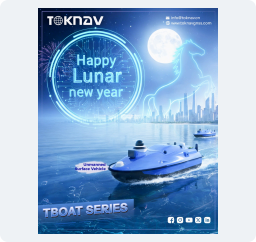 TOKNAV
Happy
Lunar
new year
Unmanned
Surface Vehicle
TBOAT SERIES